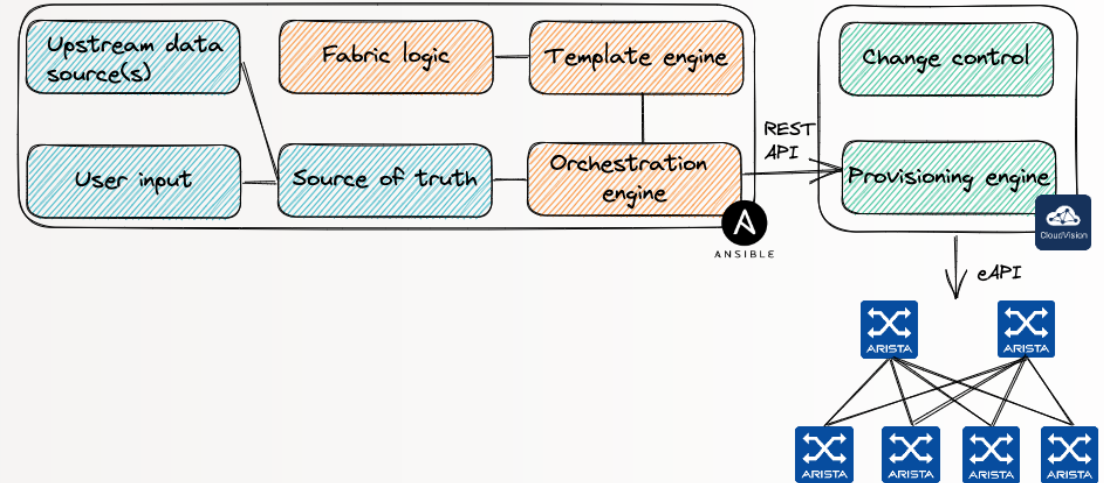 Upstream data
source(s)
Fabric logic
Template engine
Change control
REST
API
User input
Source of truth
Orchestration
engine
Provisioning engine
A
ANSIBLE
CloudVision
eAPI
ARISTA
ARISTA
ARISTA
ARISTA
ARISTA
ARISTA